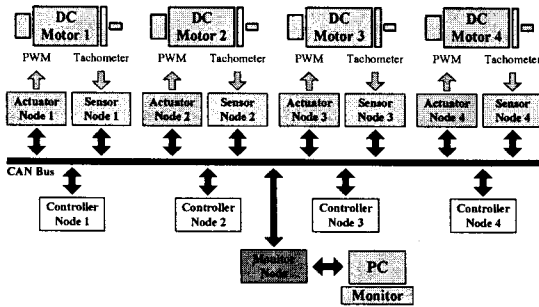 DC
Motor 1
DC
Motor 2
DC
Motor 3
DC
Motor 4
PWM Tachometer PWM Tachometer PWM Tachometer PWM Tachometer
Actuator
Node 1
Sensor
Node 1
Actuator
Node 2
Sensor
Node 2
Actuator
Node 3
Sensor
Node 3
Actuator
Node 4
Sensor
Node 4
CAN Bus
Controller
Node 1
Controller
Node 2
Controller
Node 3
Controller
Node 4
Monitor
Node
PC
Monitor